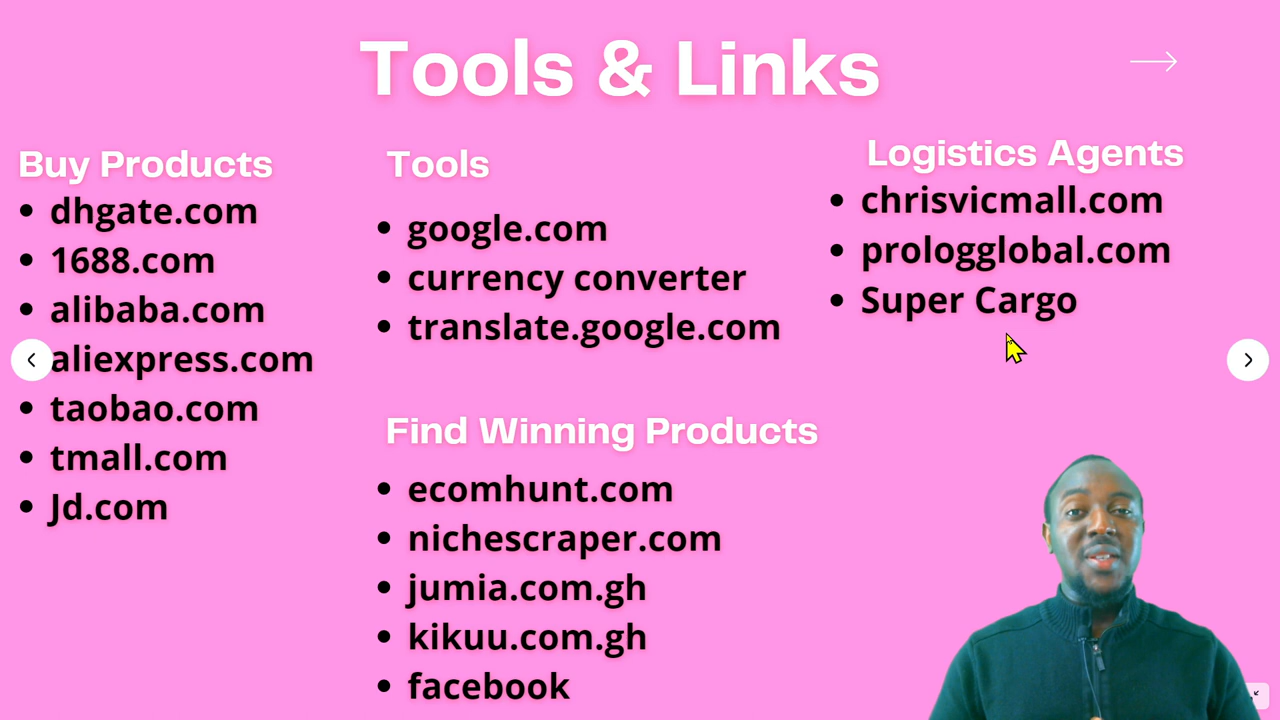 Tools & Links
Buy Products
dhgate.com
1688.com
alibaba.com
aliexpress.com
taobao.com
tmall.com
Jd.com
Tools
google.com
currency converter
translate.google.com
Find Winning Products
ecomhunt.com
nichescraper.com
jumia.com.gh
kikuu.com.gh
facebook
Logistics Agents
chrisvicmall.com
prologglobal.com
Super Cargo